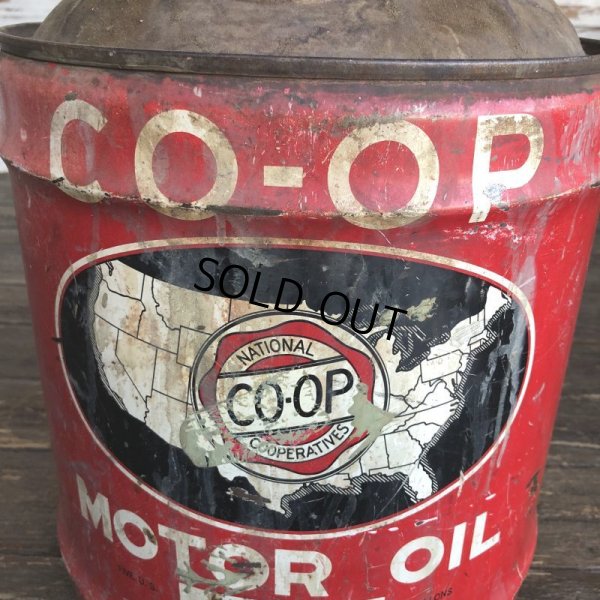 CO-OP
SOLD OUT
NATIONAL
CO-OP
COOPERATIVES
MOTOR OIL